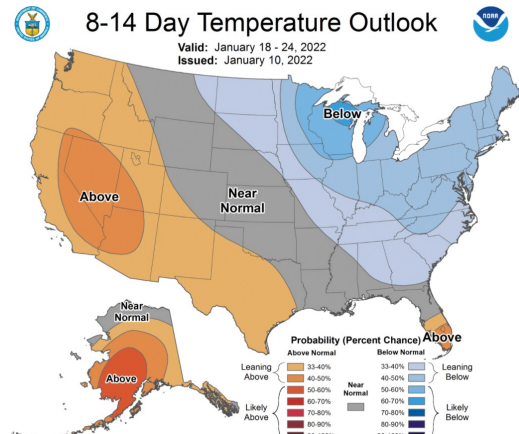 8-14 Day Temperature Outlook
Valid: January 18 - 24, 2022
Issued: January 10, 2022
NOAA
Below
Above
Near
Normal
Near
Normal
Above
Above
Probability (Percent Chance)
Above Normal
Below Normal
Leaning
Above
33-40%
40-50%
Near
Normal
33-40%
40-50%
Leaning
Below
Likely
Above
50-60%
60-70%
70-80%
80-90%
50-60%
60-70%
70-80%
80-90%
Likely
Below